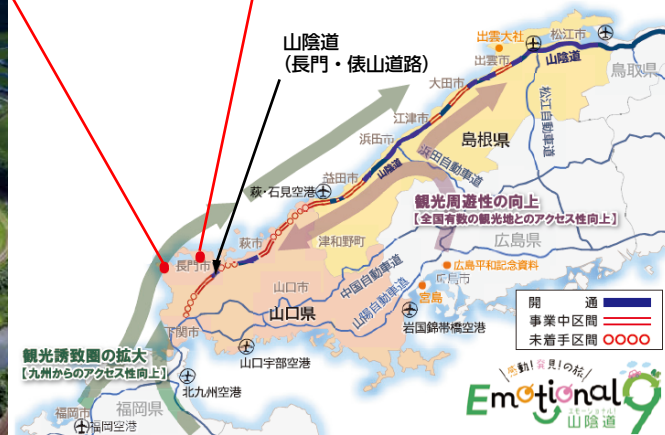 山陰道
（長門・俵山道路）
出雲大社
松江市
出雲市
山陰道
鳥取県
大田市
松江自動車道
江津市
島根県
浜田市
浜田自動車道
山陰道
益田市
萩・石見空港
観光周遊性の向上
【全国有数の観光地とのアクセス性向上】
萩市
津和野町
広島県
長門市
中国自動車道
広島平和記念資料
広島市
山口市
山陽自動車道
宮島
山口県
下関市
岩国錦帯橋空港
開通
事業中区間
未着手区間
観光誘致圏の拡大
【九州からのアクセス性向上】
山口宇部空港
北九州空港
感動!発見!の旅
Emotional9
エモーショナル!
山陰道
福岡市
福岡県
福岡空港